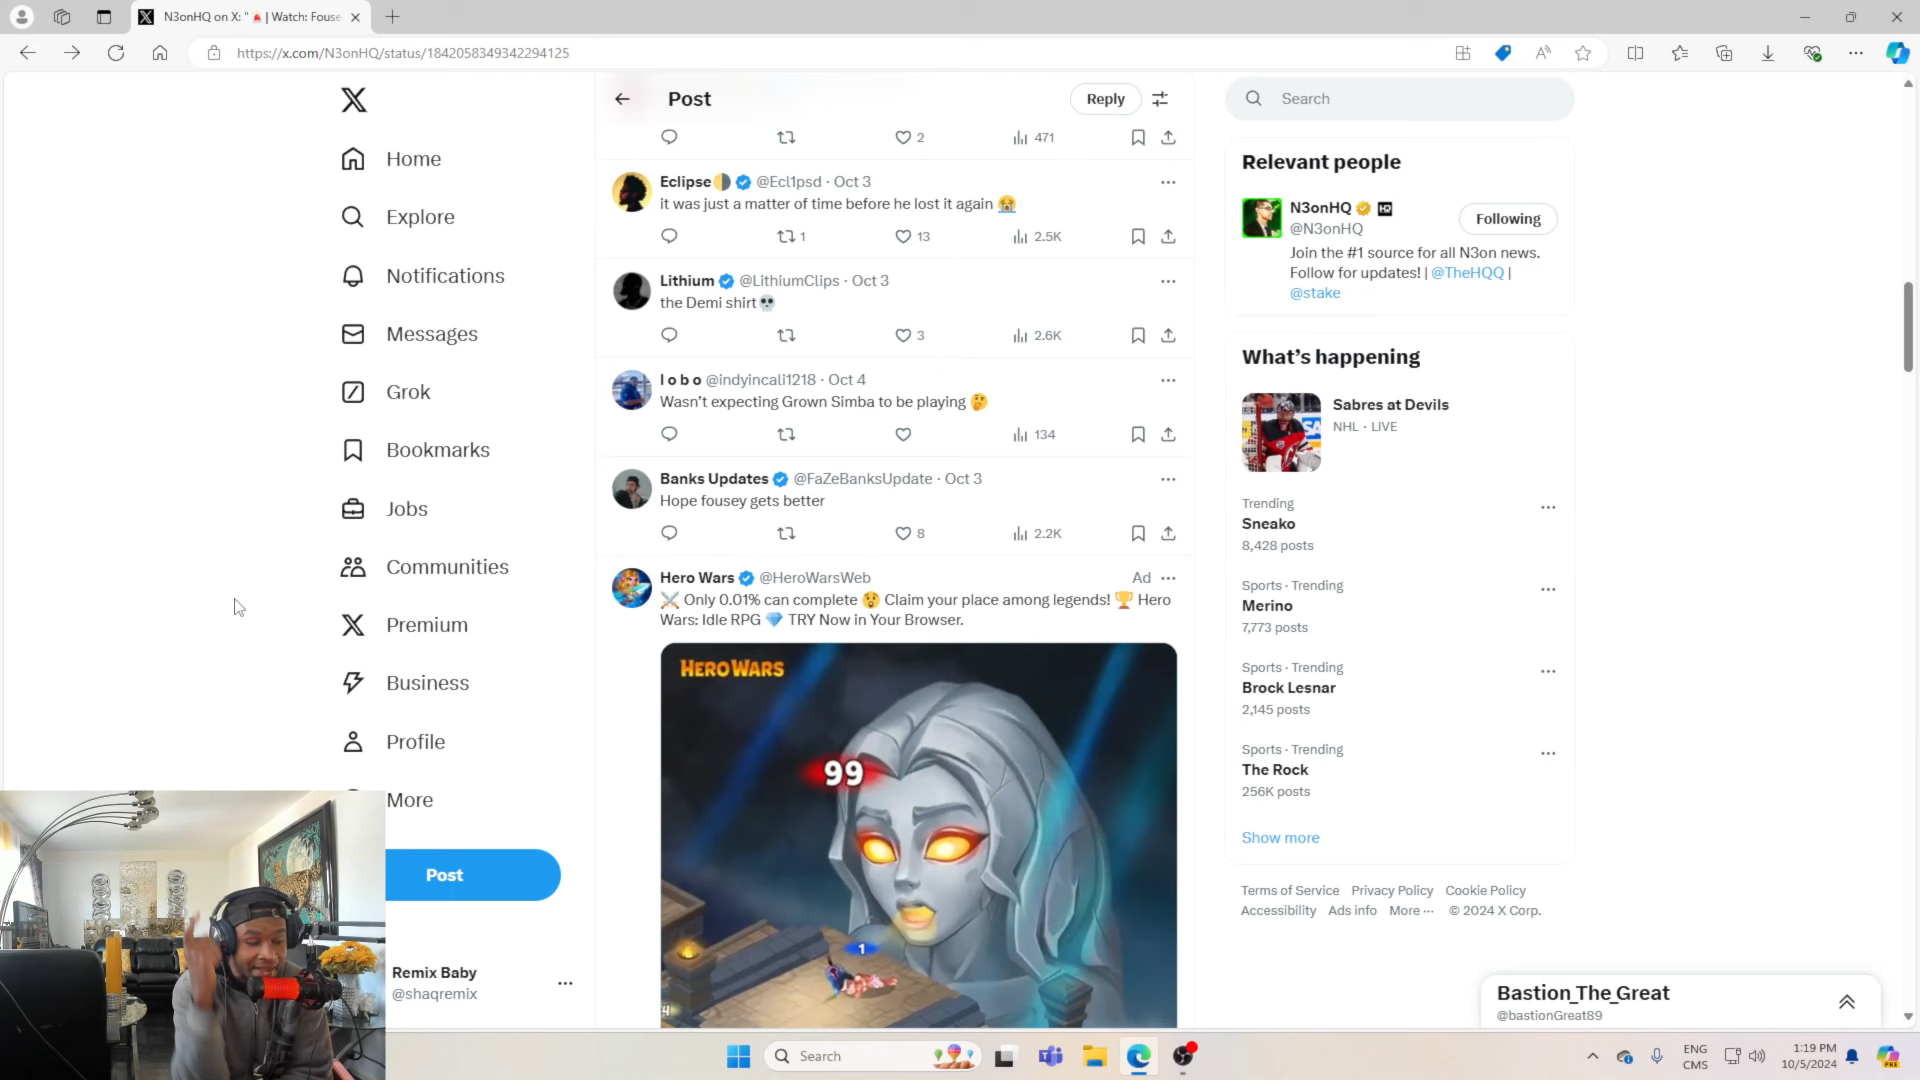 N3onHQ on X: "🚨 | Watch: Fouse
https://x.com/N3onHQ/status/1842058349342294125
Home
Explore
Notifications
Messages
Grok
Bookmarks
Jobs
Communities
Premium
Business
Profile
More
Post
Remix Baby
@shaqremix
Post
Reply
2
471
Eclipse🌗 @Ecl1psd · Oct 3
it was just a matter of time before he lost it again 😭
1
13
2.5K
Lithium @LithiumClips · Oct 3
the Demi shirt💀
3
2.6K
l o b o @indyincali1218 · Oct 4
Wasn’t expecting Grown Simba to be playing 🤔
134
Banks Updates @FaZeBanksUpdate · Oct 3
Hope fousey gets better
8
2.2K
Hero Wars @HeroWarsWeb
Ad
⚔️ Only 0.01% can complete 😲 Claim your place among legends! 🏆 Hero
Wars: Idle RPG 💎 TRY Now in Your Browser.
HERO WARS
99
1
Search
Relevant people
N3onHQ
@N3onHQ
Following
Join the #1 source for all N3on news.
Follow for updates! | @TheHQQ |
@stake
What’s happening
Sabres at Devils
NHL · LIVE
Trending
Sneako
8,428 posts
Sports · Trending
Merino
7,773 posts
Sports · Trending
Brock Lesnar
2,145 posts
Sports · Trending
The Rock
256K posts
Show more
Terms of Service Privacy Policy Cookie Policy
Accessibility Ads info More ··· © 2024 X Corp.
Bastion_The_Great
@bastionGreat89
Search
ENG
CMS
1:19 PM
10/5/2024
PRE